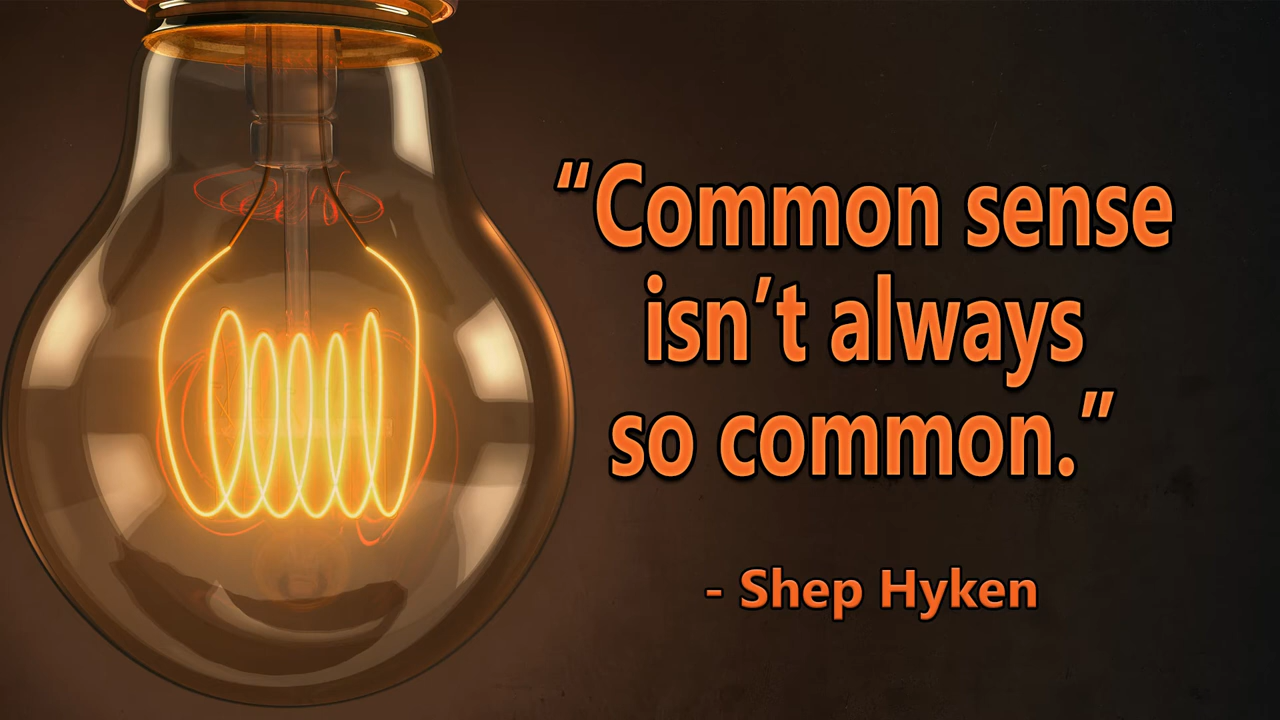 “Common sense
isn’t always
so common.”
- Shep Hyken